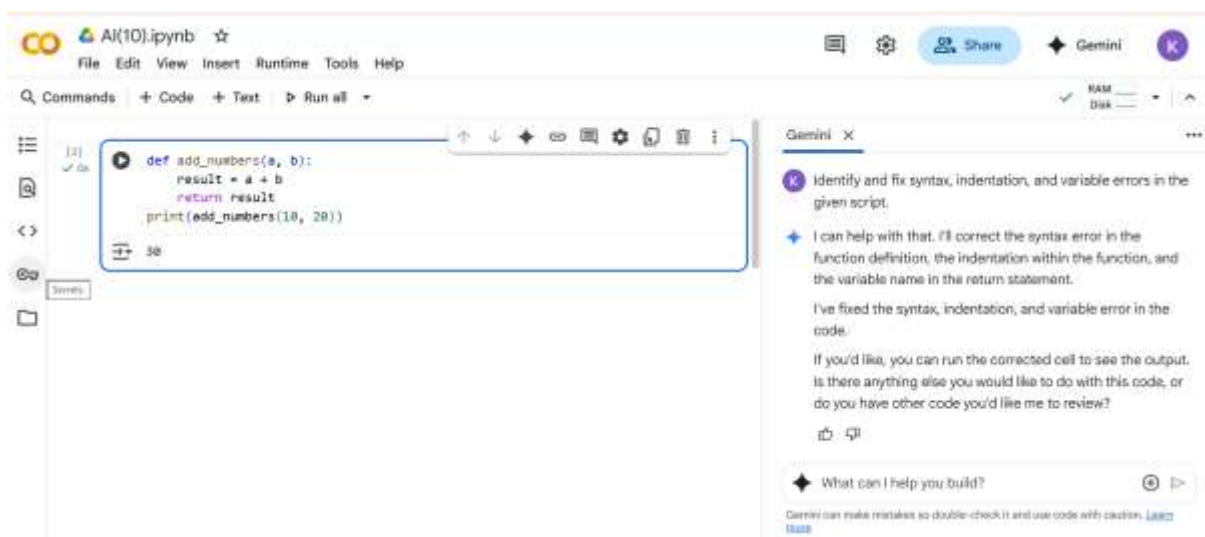 CO AI(10).ipynb
File Edit View Insert Runtime Tools Help
Share Gemini K
Commands + Code + Text Run all
RAM
Disk
[2]
0s
def add_numbers(a, b):
result = a + b
return result
print(add_numbers(10, 20))
30
Secrets
Gemini X
K Identify and fix syntax, indentation, and variable errors in the
given script.
I can help with that. I'll correct the syntax error in the
function definition, the indentation within the function, and
the variable name in the return statement.
I've fixed the syntax, indentation, and variable error in the
code.
If you'd like, you can run the corrected cell to see the output.
Is there anything else you would like to do with this code, or
do you have other code you'd like me to review?
What can I help you build?
Gemini can make mistakes so double-check it and use code with caution. Learn
more